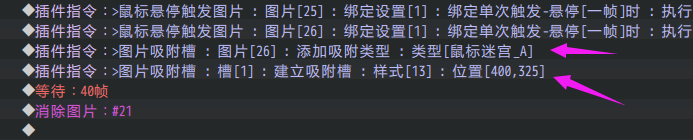 ◆插件指令：>鼠标悬停触发图片 : 图片[25] : 绑定设置[1] : 绑定单次触发-悬停[一帧]时 : 执行
◆插件指令：>鼠标悬停触发图片 : 图片[26] : 绑定设置[1] : 绑定单次触发-悬停[一帧]时 : 执行
◆插件指令：>图片吸附槽 : 图片[26] : 添加吸附类型 : 类型[鼠标迷宫_A]
◆插件指令：>图片吸附槽 : 槽[1] : 建立吸附槽 : 样式[13] : 位置[400,325]
◆等待：40帧
◆消除图片：#21
◆